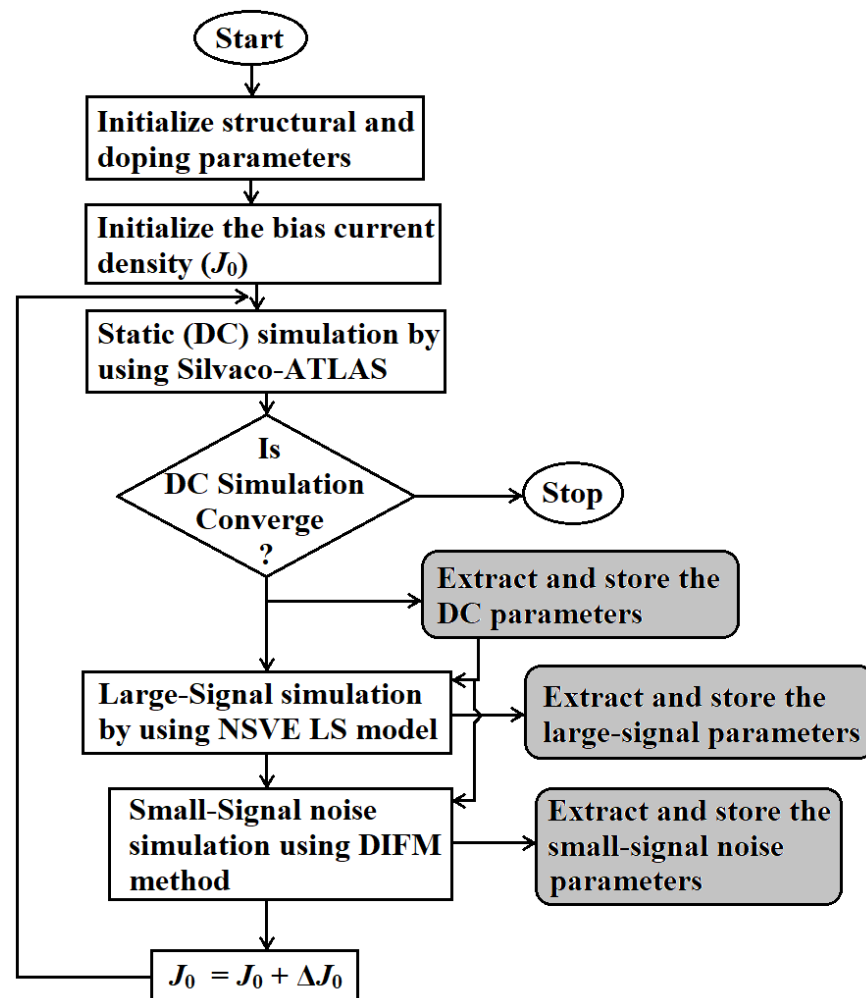 Start
Initialize structural and
doping parameters
Initialize the bias current
density (J₀)
Static (DC) simulation by
using Silvaco-ATLAS
Is
DC Simulation
Converge
?
Stop
Extract and store the
DC parameters
Large-Signal simulation
by using NSVE LS model
Extract and store the
large-signal parameters
Small-Signal noise
simulation using DIFM
method
Extract and store the
small-signal noise
parameters
J₀ = J₀ + ΔJ₀